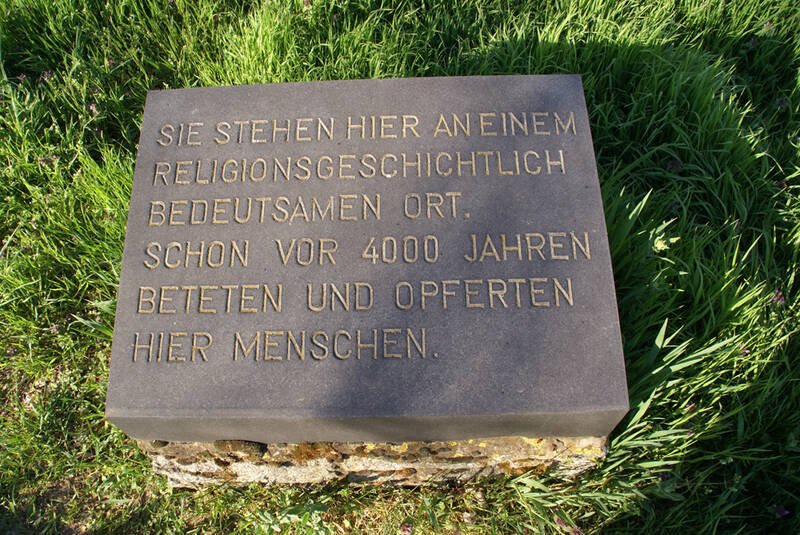 SIE STEHEN HIER AN EINEM
RELIGIONSGESCHICHTLICH
BEDEUTSAMEN ORT.
SCHON VOR 4000 JAHREN
BETETEN UND OPFERTEN
HIER MENSCHEN.